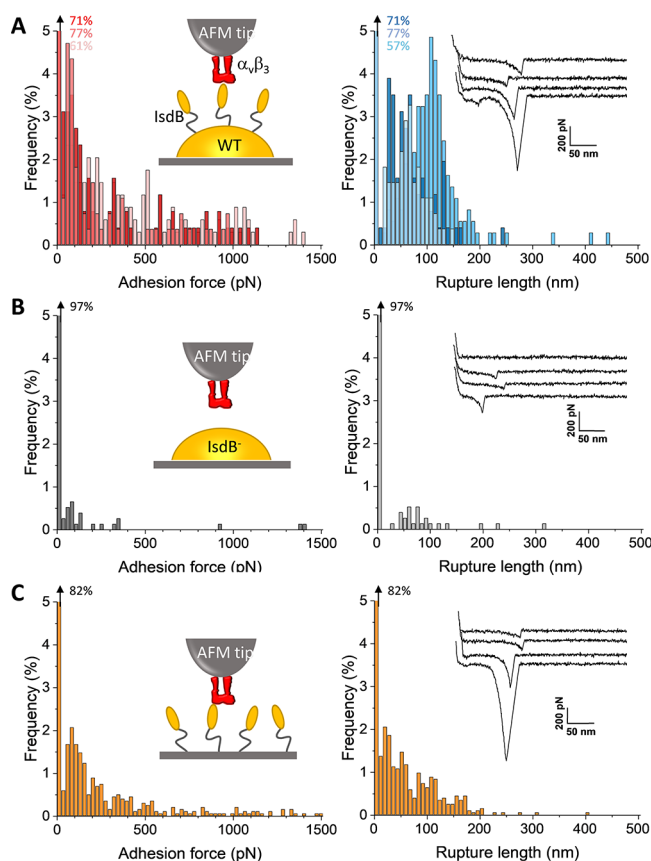 A
71%
77%
61%
5
4
3
2
1
0
Frequency (%)
0
500
1000
1500
Adhesion force (pN)
AFM tip
αvβ3
IsdB
WT
71%
77%
57%
5
4
3
2
1
0
Frequency (%)
0
100
200
300
400
500
Rupture length (nm)
200 pN
50 nm
B
97%
5
4
3
2
1
0
Frequency (%)
0
500
1000
1500
Adhesion force (pN)
AFM tip
IsdB-
97%
5
4
3
2
1
0
Frequency (%)
0
100
200
300
400
500
Rupture length (nm)
200 pN
50 nm
C
82%
5
4
3
2
1
0
Frequency (%)
0
500
1000
1500
Adhesion force (pN)
AFM tip
82%
5
4
3
2
1
0
Frequency (%)
0
100
200
300
400
500
Rupture length (nm)
200 pN
50 nm